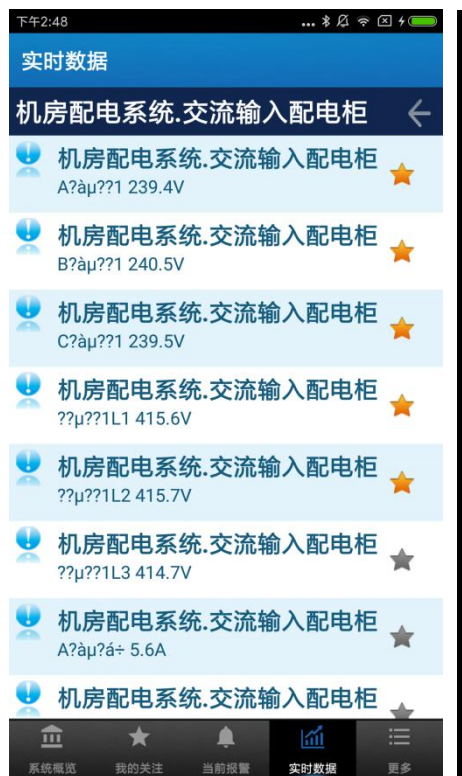 下午2:48
...
实时数据
机房配电系统.交流输入配电柜
机房配电系统.交流输入配电柜
A?àµ??1 239.4V
机房配电系统.交流输入配电柜
B?àµ??1 240.5V
机房配电系统.交流输入配电柜
C?àµ??1 239.5V
机房配电系统.交流输入配电柜
??µ??1L1 415.6V
机房配电系统.交流输入配电柜
??µ??1L2 415.7V
机房配电系统.交流输入配电柜
??µ??1L3 414.7V
机房配电系统.交流输入配电柜
A?àµ?á÷ 5.6A
机房配电系统.交流输入配电柜
系统概览
我的关注
当前报警
实时数据
更多